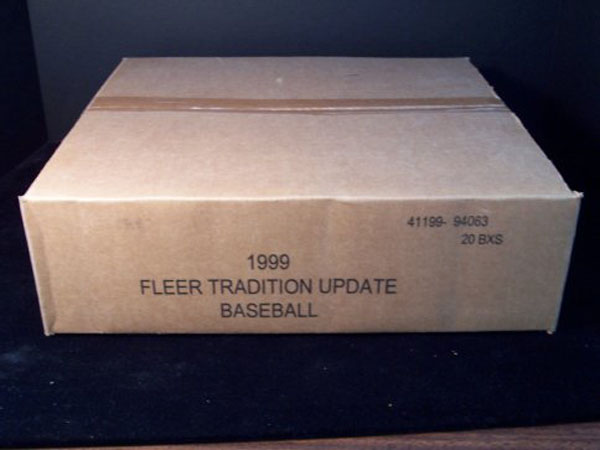 41199- 94063
20 BXS
1999
FLEER TRADITION UPDATE
BASEBALL